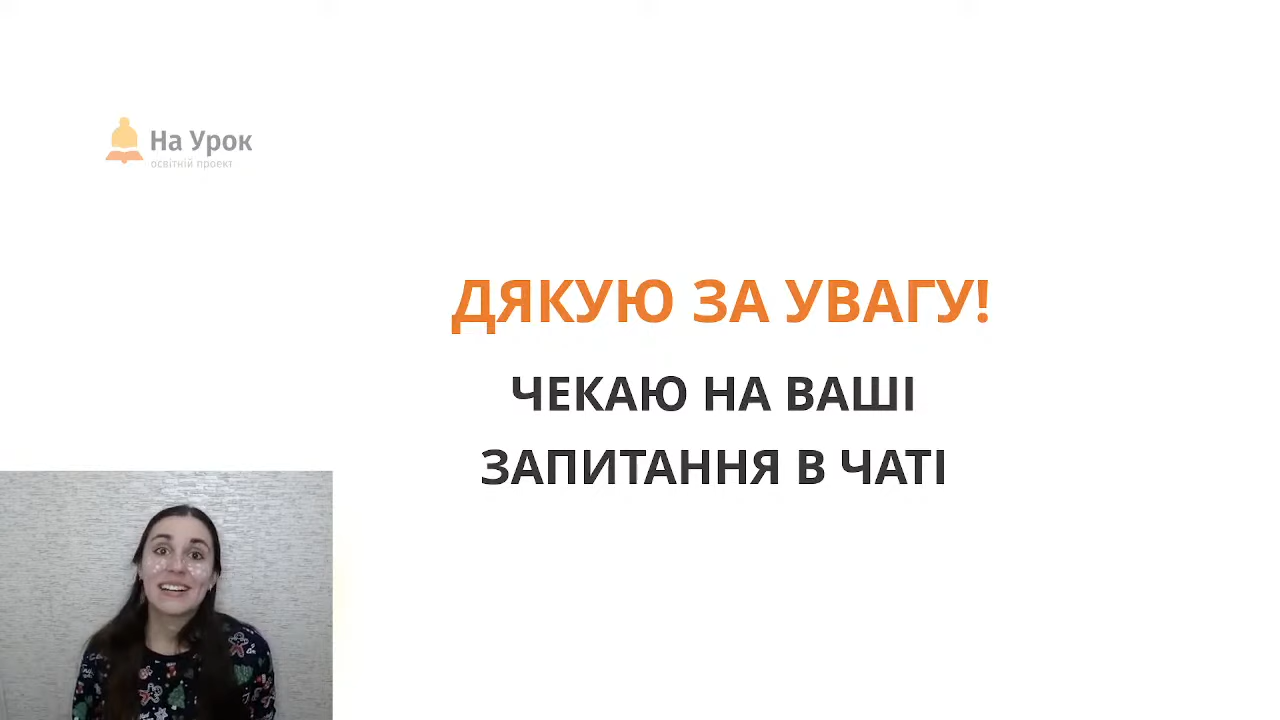 На Урок
освітній проект
ДЯКУЮ ЗА УВАГУ!
ЧЕКАЮ НА ВАШІ
ЗАПИТАННЯ В ЧАТІ